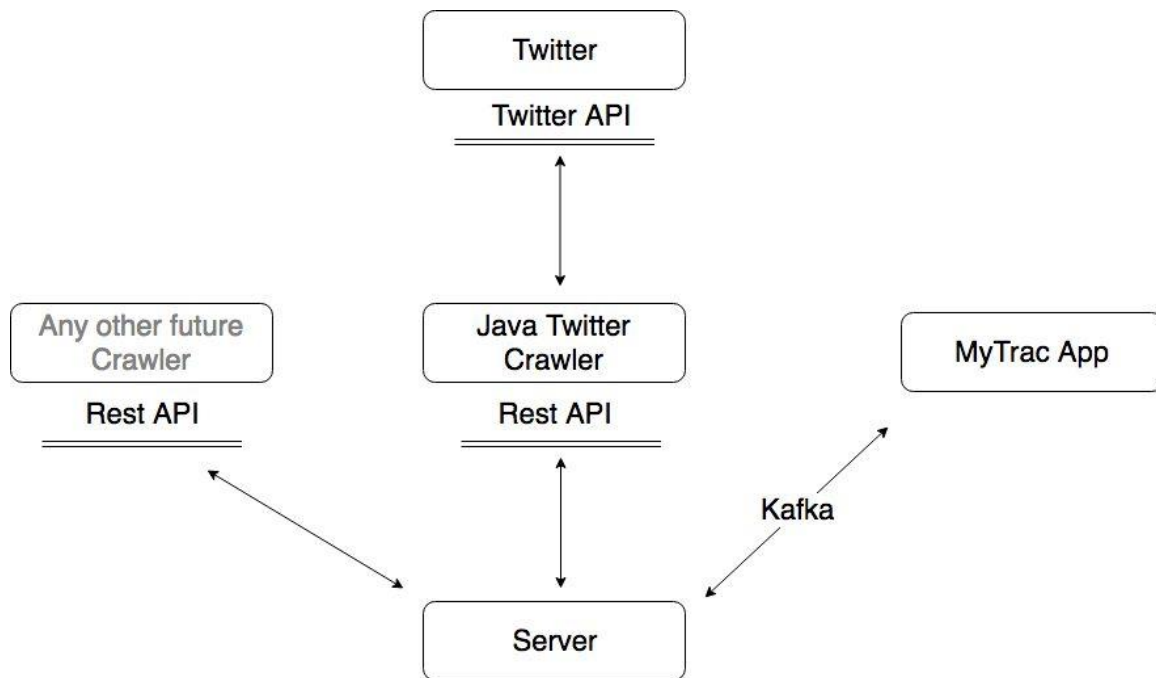 Twitter
Twitter API
Any other future
Crawler
Java Twitter
Crawler
MyTrac App
Rest API
Rest API
Kafka
Server